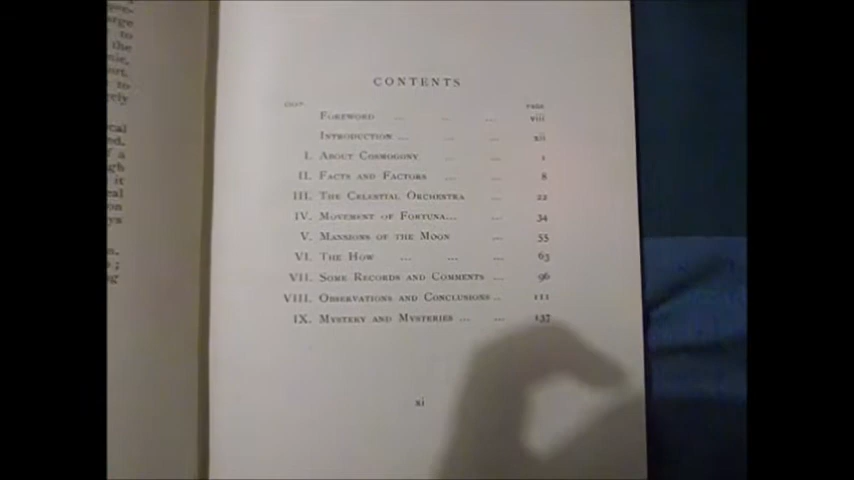 CONTENTS
CHAP. PAGE
FOREWORD ... ... ... viii
INTRODUCTION ... ... ... xii
I. ABOUT COSMOGONY ... ... 1
II. FACTS AND FACTORS ... ... 8
III. THE CELESTIAL ORCHESTRA ... 22
IV. MOVEMENT OF FORTUNA... ... 34
V. MANSIONS OF THE MOON ... 55
VI. THE HOW ... ... ... 63
VII. SOME RECORDS AND COMMENTS ... 96
VIII. OBSERVATIONS AND CONCLUSIONS .. 111
IX. MYSTERY AND MYSTERIES ... ... 137
xi